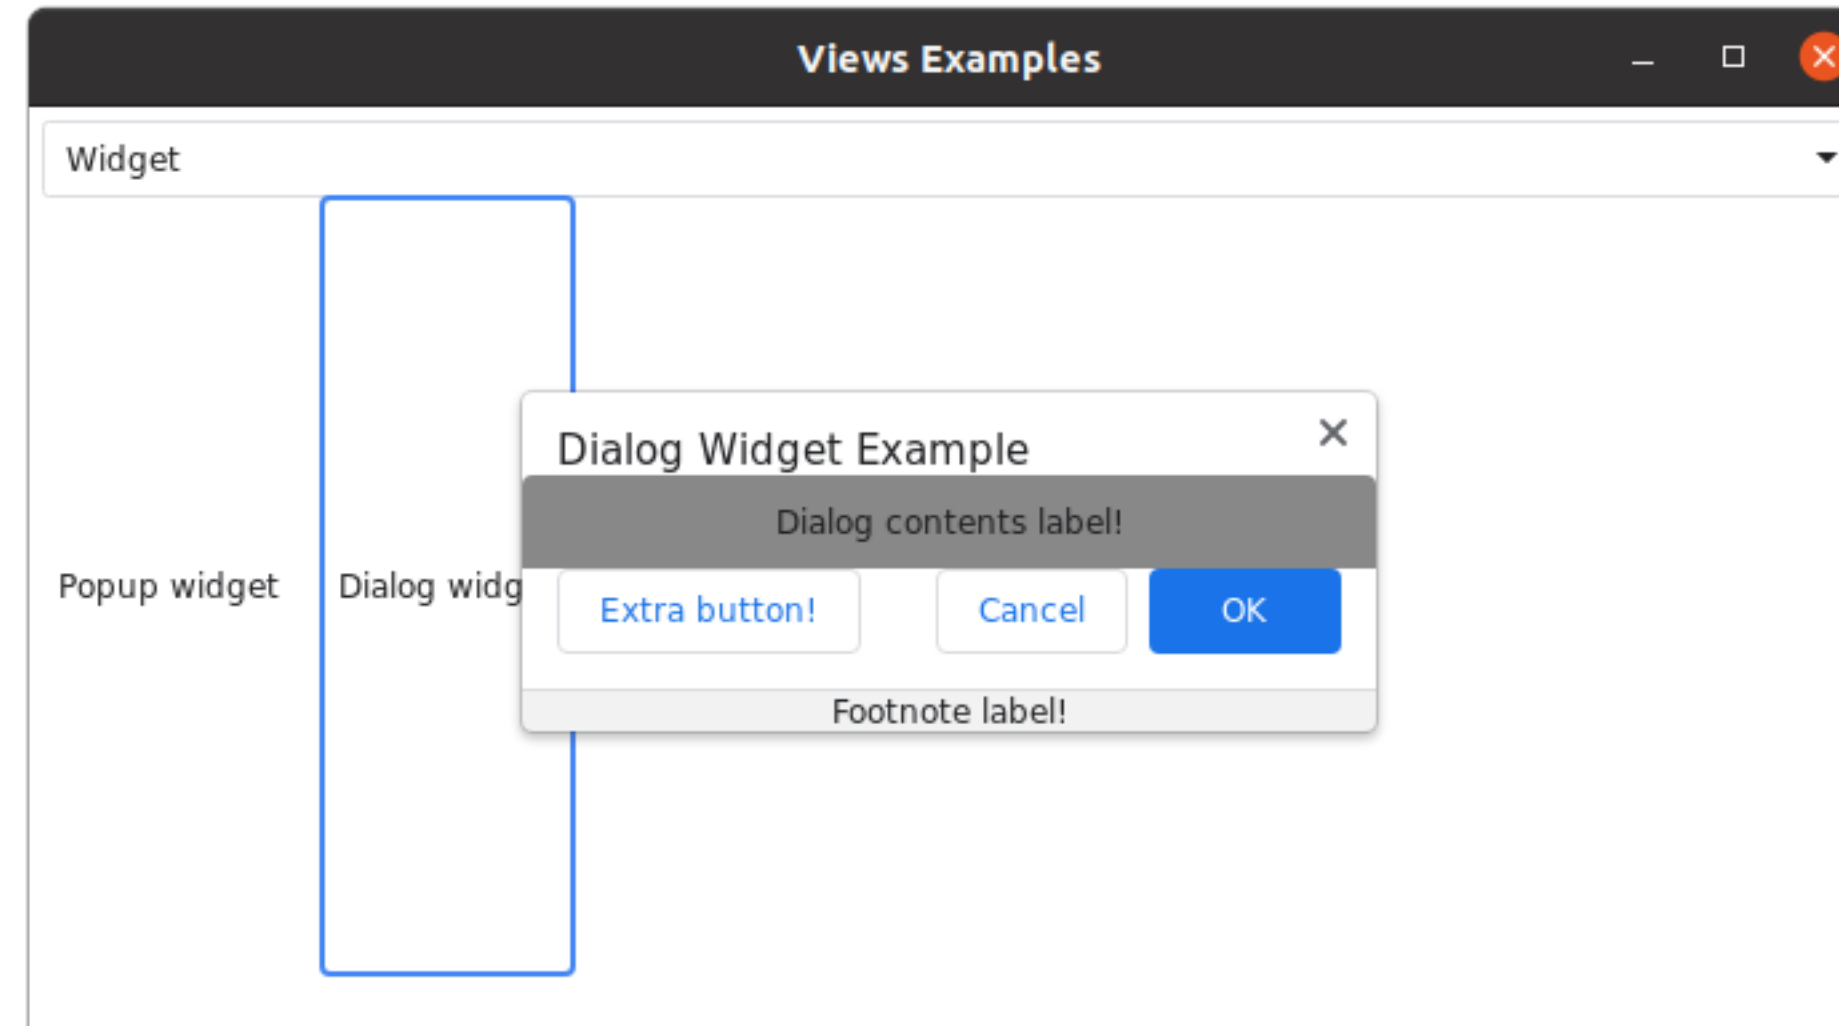 Views Examples
Widget
Dialog Widget Example
Dialog contents label!
Popup widget
Dialog widg
Extra button!
Cancel
OK
Footnote label!